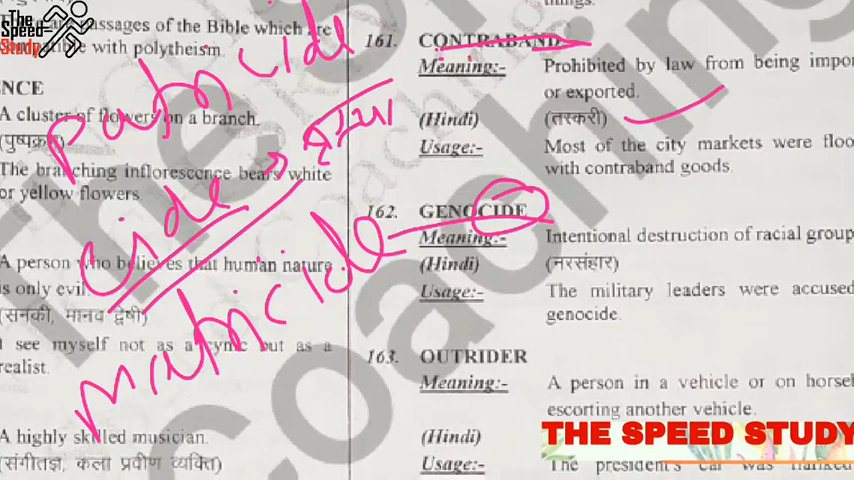 The
Speed-
Study
passages of the Bible which are
with polytheism.
ENCE
A cluster of flowers on a branch.
(पुष्पक्रम)
The branching inflorescence bears white
or yellow flowers.
A person who believes that human nature
is only evil.
(सनकी, मानव द्वेषी)
I see myself not as a cynic but as a
realist.
A highly skilled musician.
(संगीतज्ञ, कला प्रवीण व्यक्ति)
Patricide
cide → हत्या
matricide
things.
161. CONTRABAND
Meaning:- Prohibited by law from being impor
or exported.
(Hindi) (तस्करी)
Usage:- Most of the city markets were floo
with contraband goods.
162. GENOCIDE
Meaning:- Intentional destruction of racial group
(Hindi) (नरसंहार)
Usage:- The military leaders were accused
genocide.
163. OUTRIDER
Meaning:- A person in a vehicle or on horseb
escorting another vehicle.
(Hindi)
Usage:- The president's car was flanked
THE SPEED STUDY
The
coaching